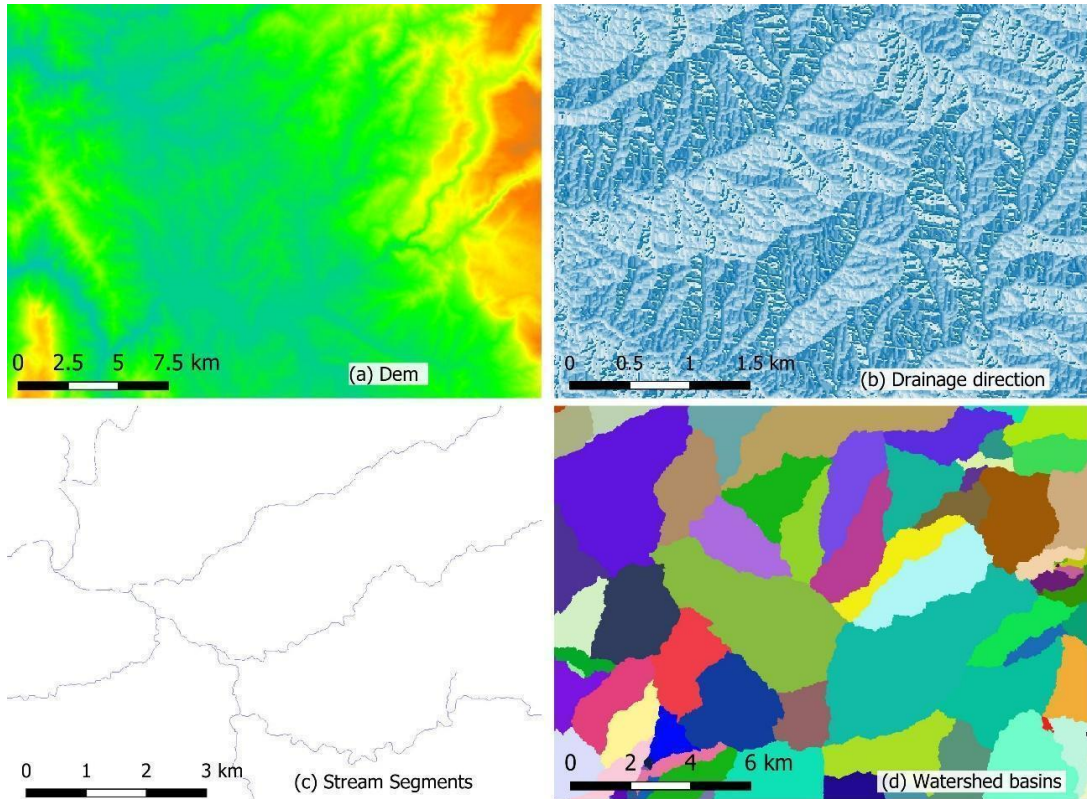 0 2.5 5 7.5 km
(a) Dem
0 0.5 1 1.5 km
(b) Drainage direction
0 1 2 3 km
(c) Stream Segments
0 2 4 6 km
(d) Watershed basins